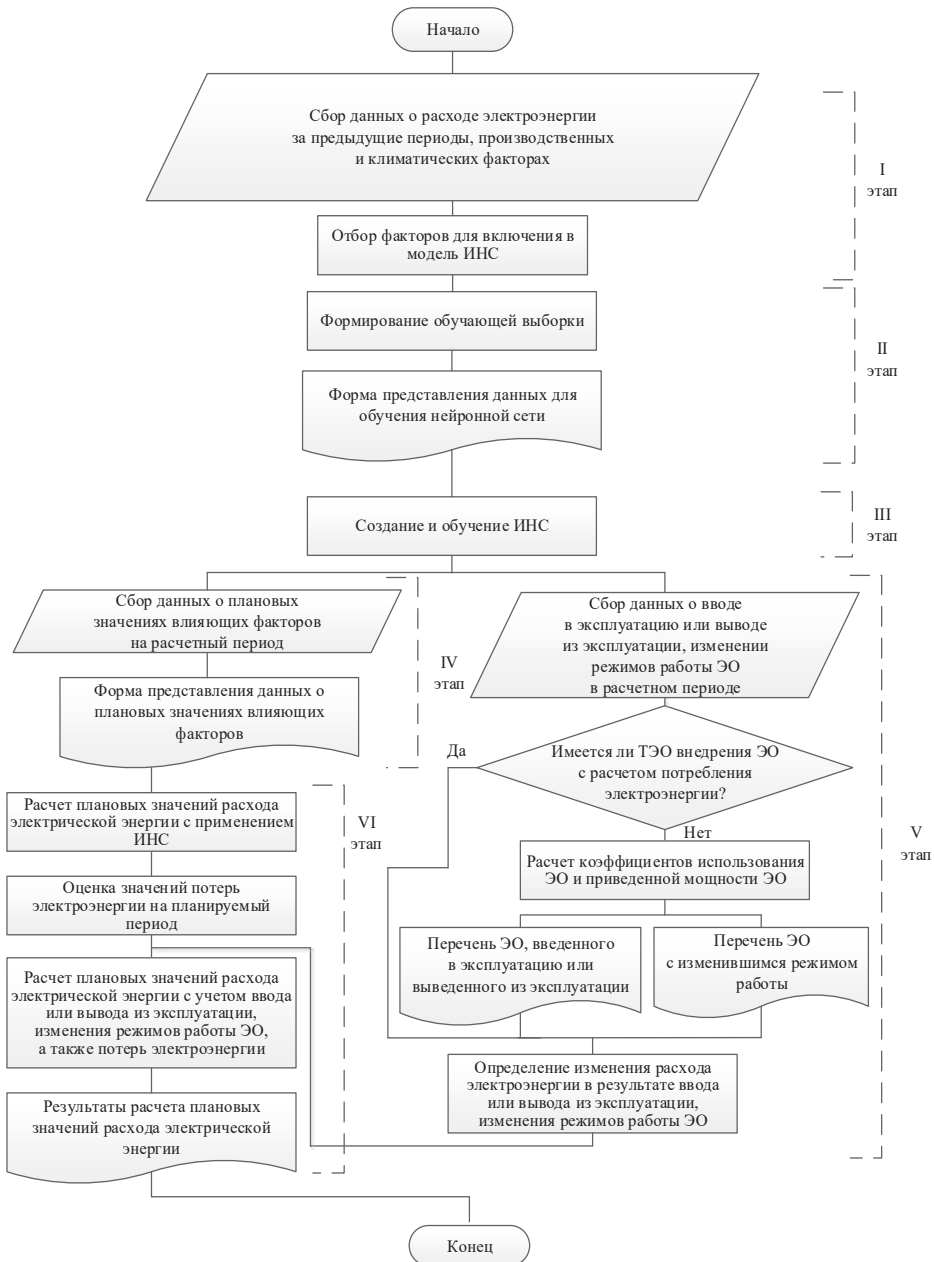 Начало
Сбор данных о расходе электроэнергии
за предыдущие периоды, производственных
и климатических факторах
I
этап
Отбор факторов для включения в
модель ИНС
Формирование обучающей выборки
II
этап
Форма представления данных для
обучения нейронной сети
Создание и обучение ИНС
III
этап
Сбор данных о плановых
значениях влияющих факторов
на расчетный период
IV
этап
Форма представления данных о
плановых значениях влияющих
факторов
Сбор данных о вводе
в эксплуатацию или выводе
из эксплуатации, изменении
режимов работы ЭО
в расчетном периоде
Да
Имеется ли ТЭО внедрения ЭО
с расчетом потребления
электроэнергии?
Нет
V
этап
Расчет коэффициентов использования
ЭО и приведенной мощности ЭО
Перечень ЭО, введенного
в эксплуатацию или
выведенного из эксплуатации
Перечень ЭО
с изменившимся режимом
работы
Определение изменения расхода
электроэнергии в результате ввода
или вывода из эксплуатации,
изменения режимов работы ЭО
Расчет плановых значений расхода
электрической энергии с применением
ИНС
VI
этап
Оценка значений потерь
электроэнергии на планируемый
период
Расчет плановых значений расхода
электрической энергии с учетом ввода
или вывода из эксплуатации,
изменения режимов работы ЭО,
а также потерь электроэнергии
Результаты расчета плановых
значений расхода электрической
энергии
Конец